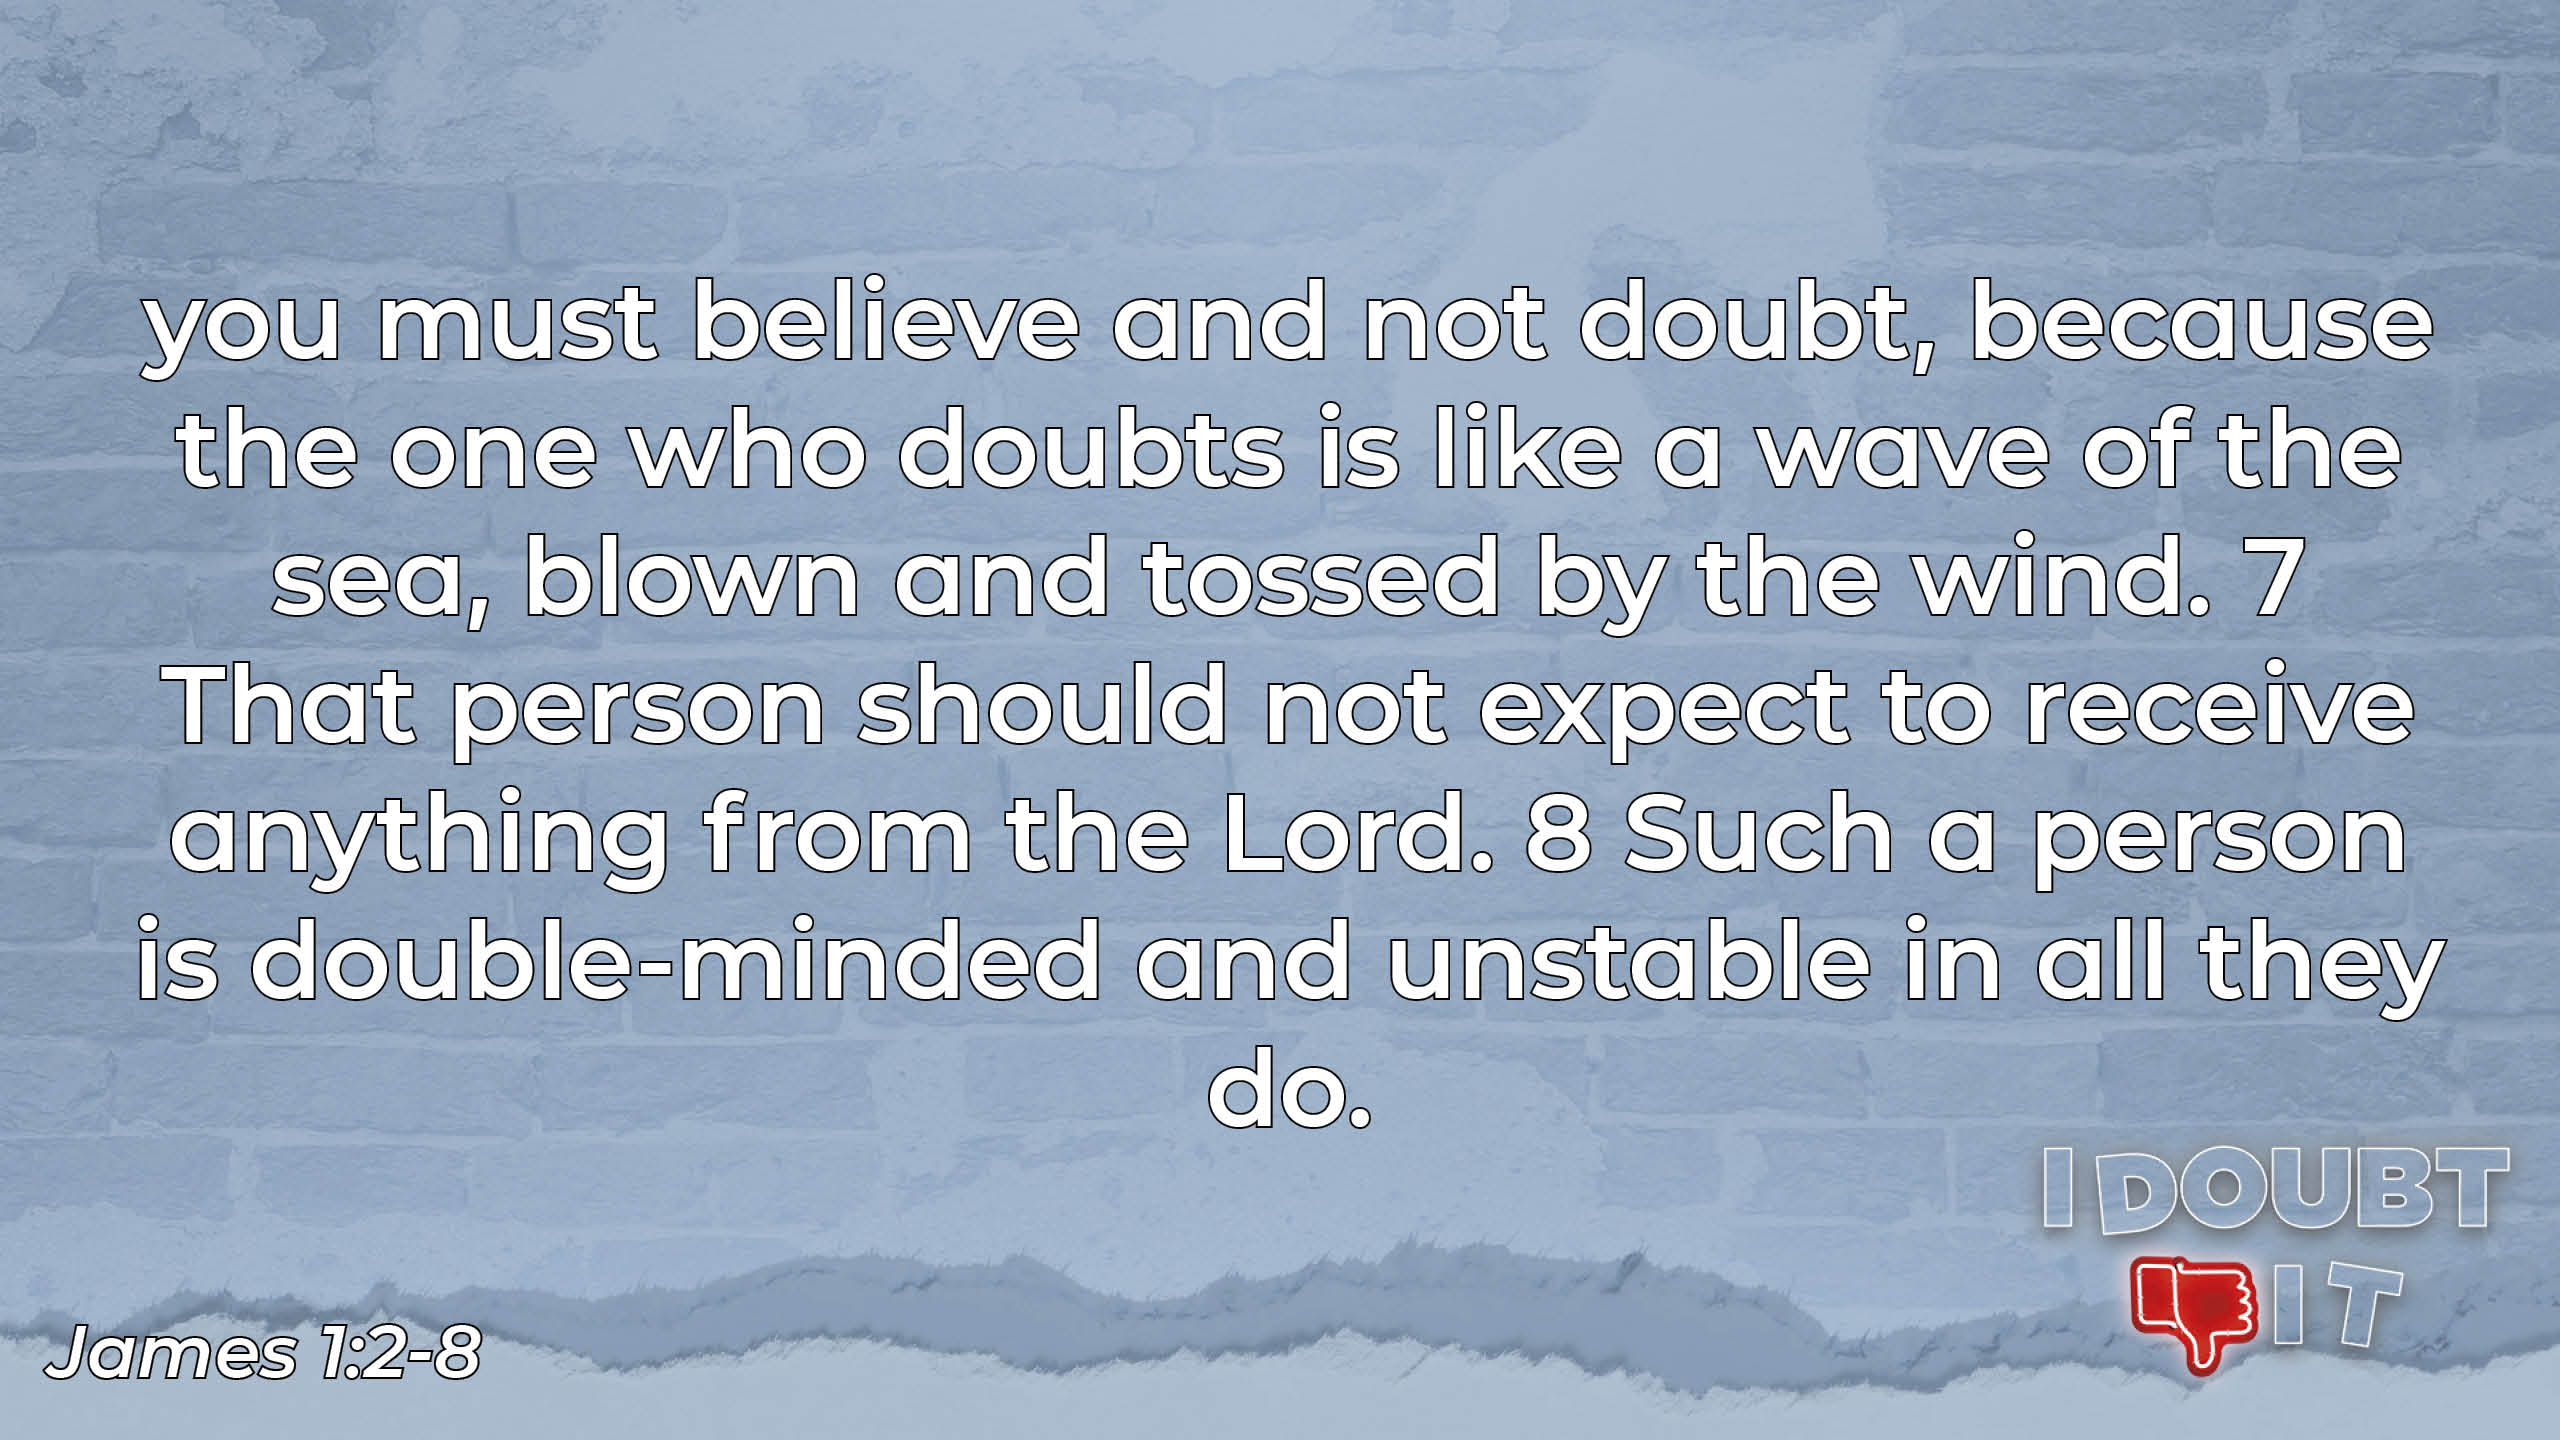 you must believe and not doubt, because
the one who doubts is like a wave of the
sea, blown and tossed by the wind. 7
That person should not expect to receive
anything from the Lord. 8 Such a person
is double-minded and unstable in all they
do.
I DOUBT
IT
James 1:2-8